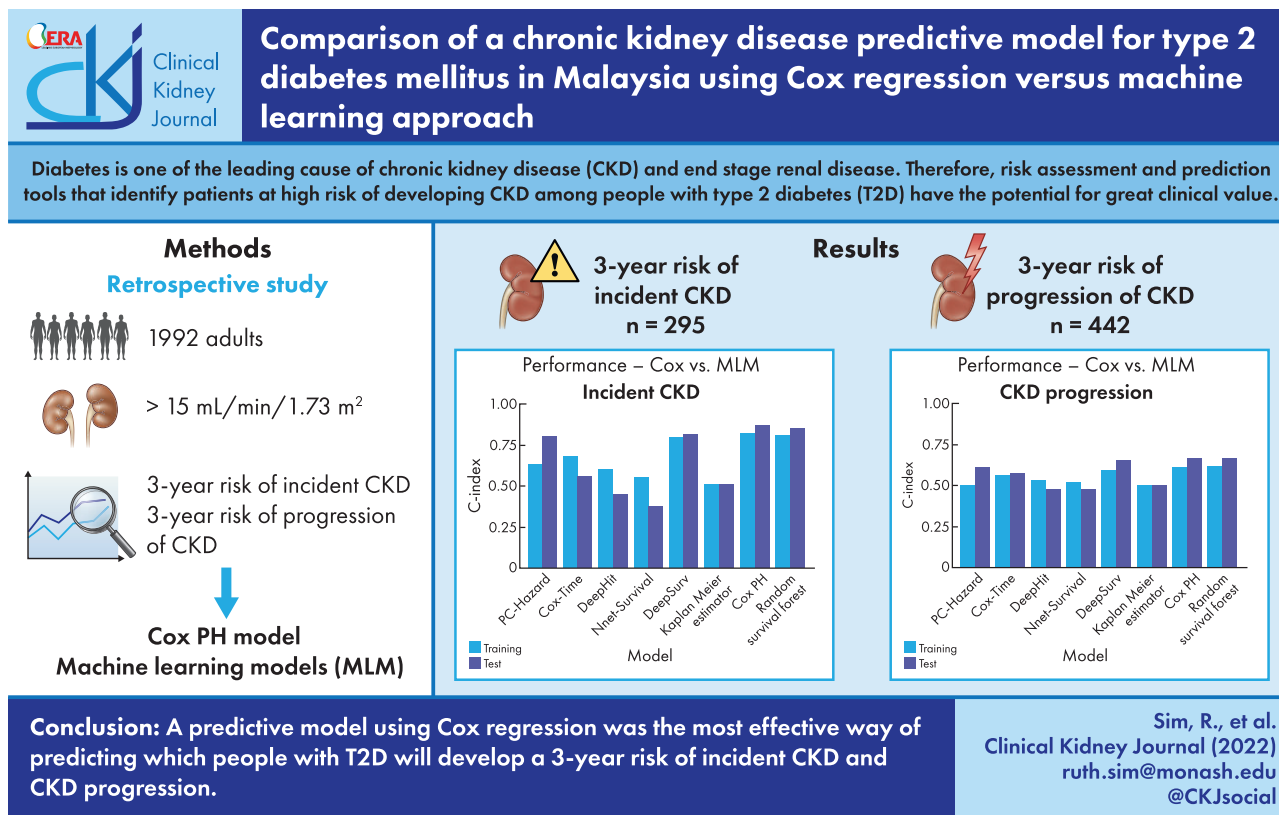 ERA
CKJ
Clinical
Kidney
Journal
Comparison of a chronic kidney disease predictive model for type 2
diabetes mellitus in Malaysia using Cox regression versus machine
learning approach
Diabetes is one of the leading cause of chronic kidney disease (CKD) and end stage renal disease. Therefore, risk assessment and prediction
tools that identify patients at high risk of developing CKD among people with type 2 diabetes (T2D) have the potential for great clinical value.
Methods
Retrospective study
1992 adults
> 15 mL/min/1.73 m²
3-year risk of incident CKD
3-year risk of progression
of CKD
Cox PH model
Machine learning models (MLM)
Results
3-year risk of
incident CKD
n = 295
Performance – Cox vs. MLM
Incident CKD
1.00
0.75
0.50
0.25
0
C-index
PC-Hazard
Cox-Time
DeepHit
Nnet-Survival
DeepSurv
Kaplan Meier
estimator
Cox PH
Random
survival forest
Training
Test
Model
3-year risk of
progression of CKD
n = 442
Performance – Cox vs. MLM
CKD progression
1.00
0.75
0.50
0.25
0
C-index
PC-Hazard
Cox-Time
DeepHit
Nnet-Survival
DeepSurv
Kaplan Meier
estimator
Cox PH
Random
survival forest
Training
Test
Model
Conclusion: A predictive model using Cox regression was the most effective way of
predicting which people with T2D will develop a 3-year risk of incident CKD and
CKD progression.
Sim, R., et al.
Clinical Kidney Journal (2022)
ruth.sim@monash.edu
@CKJsocial